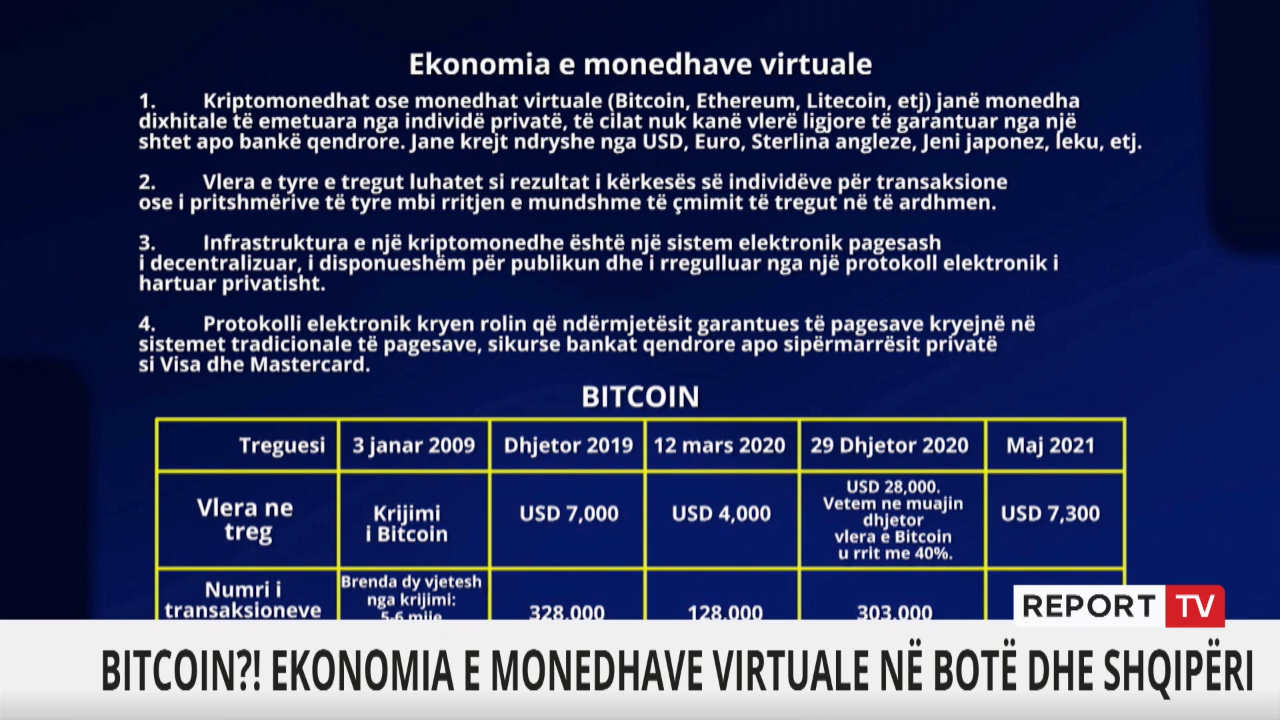 Ekonomia e monedhave virtuale
1. Kriptomonedhat ose monedhat virtuale (Bitcoin, Ethereum, Litecoin, etj) janë monedha
dixhitale të emetuara nga individë privatë, të cilat nuk kanë vlerë ligjore të garantuar nga një
shtet apo bankë qendrore. Jane krejt ndryshe nga USD, Euro, Sterlina angleze, Jeni japonez, leku, etj.
2. Vlera e tyre e tregut luhatet si rezultat i kërkesës së individëve për transaksione
ose i pritshmërive të tyre mbi rritjen e mundshme të çmimit të tregut në të ardhmen.
3. Infrastruktura e një kriptomonedhe është një sistem elektronik pagesash
i decentralizuar, i disponueshëm për publikun dhe i rregulluar nga një protokoll elektronik i
hartuar privatisht.
4. Protokolli elektronik kryen rolin që ndërmjetësit garantues të pagesave kryejnë në
sistemet tradicionale të pagesave, sikurse bankat qendrore apo sipërmarrësit privatë
si Visa dhe Mastercard.
BITCOIN
Treguesi 3 janar 2009 Dhjetor 2019 12 mars 2020 29 Dhjetor 2020 Maj 2021
Vlera ne
treg
Krijimi
i Bitcoin
USD 7,000
USD 4,000
USD 28,000.
Vetem ne muajin
dhjetor
vlera e Bitcoin
u rrit me 40%.
USD 7,300
Numri i
transaksioneve
Brenda dy vjetesh
nga krijimi:
5-6 mije
328.000
128.000
303.000
REPORT TV
BITCOIN?! EKONOMIA E MONEDHAVE VIRTUALE NË BOTË DHE SHQIPËRI